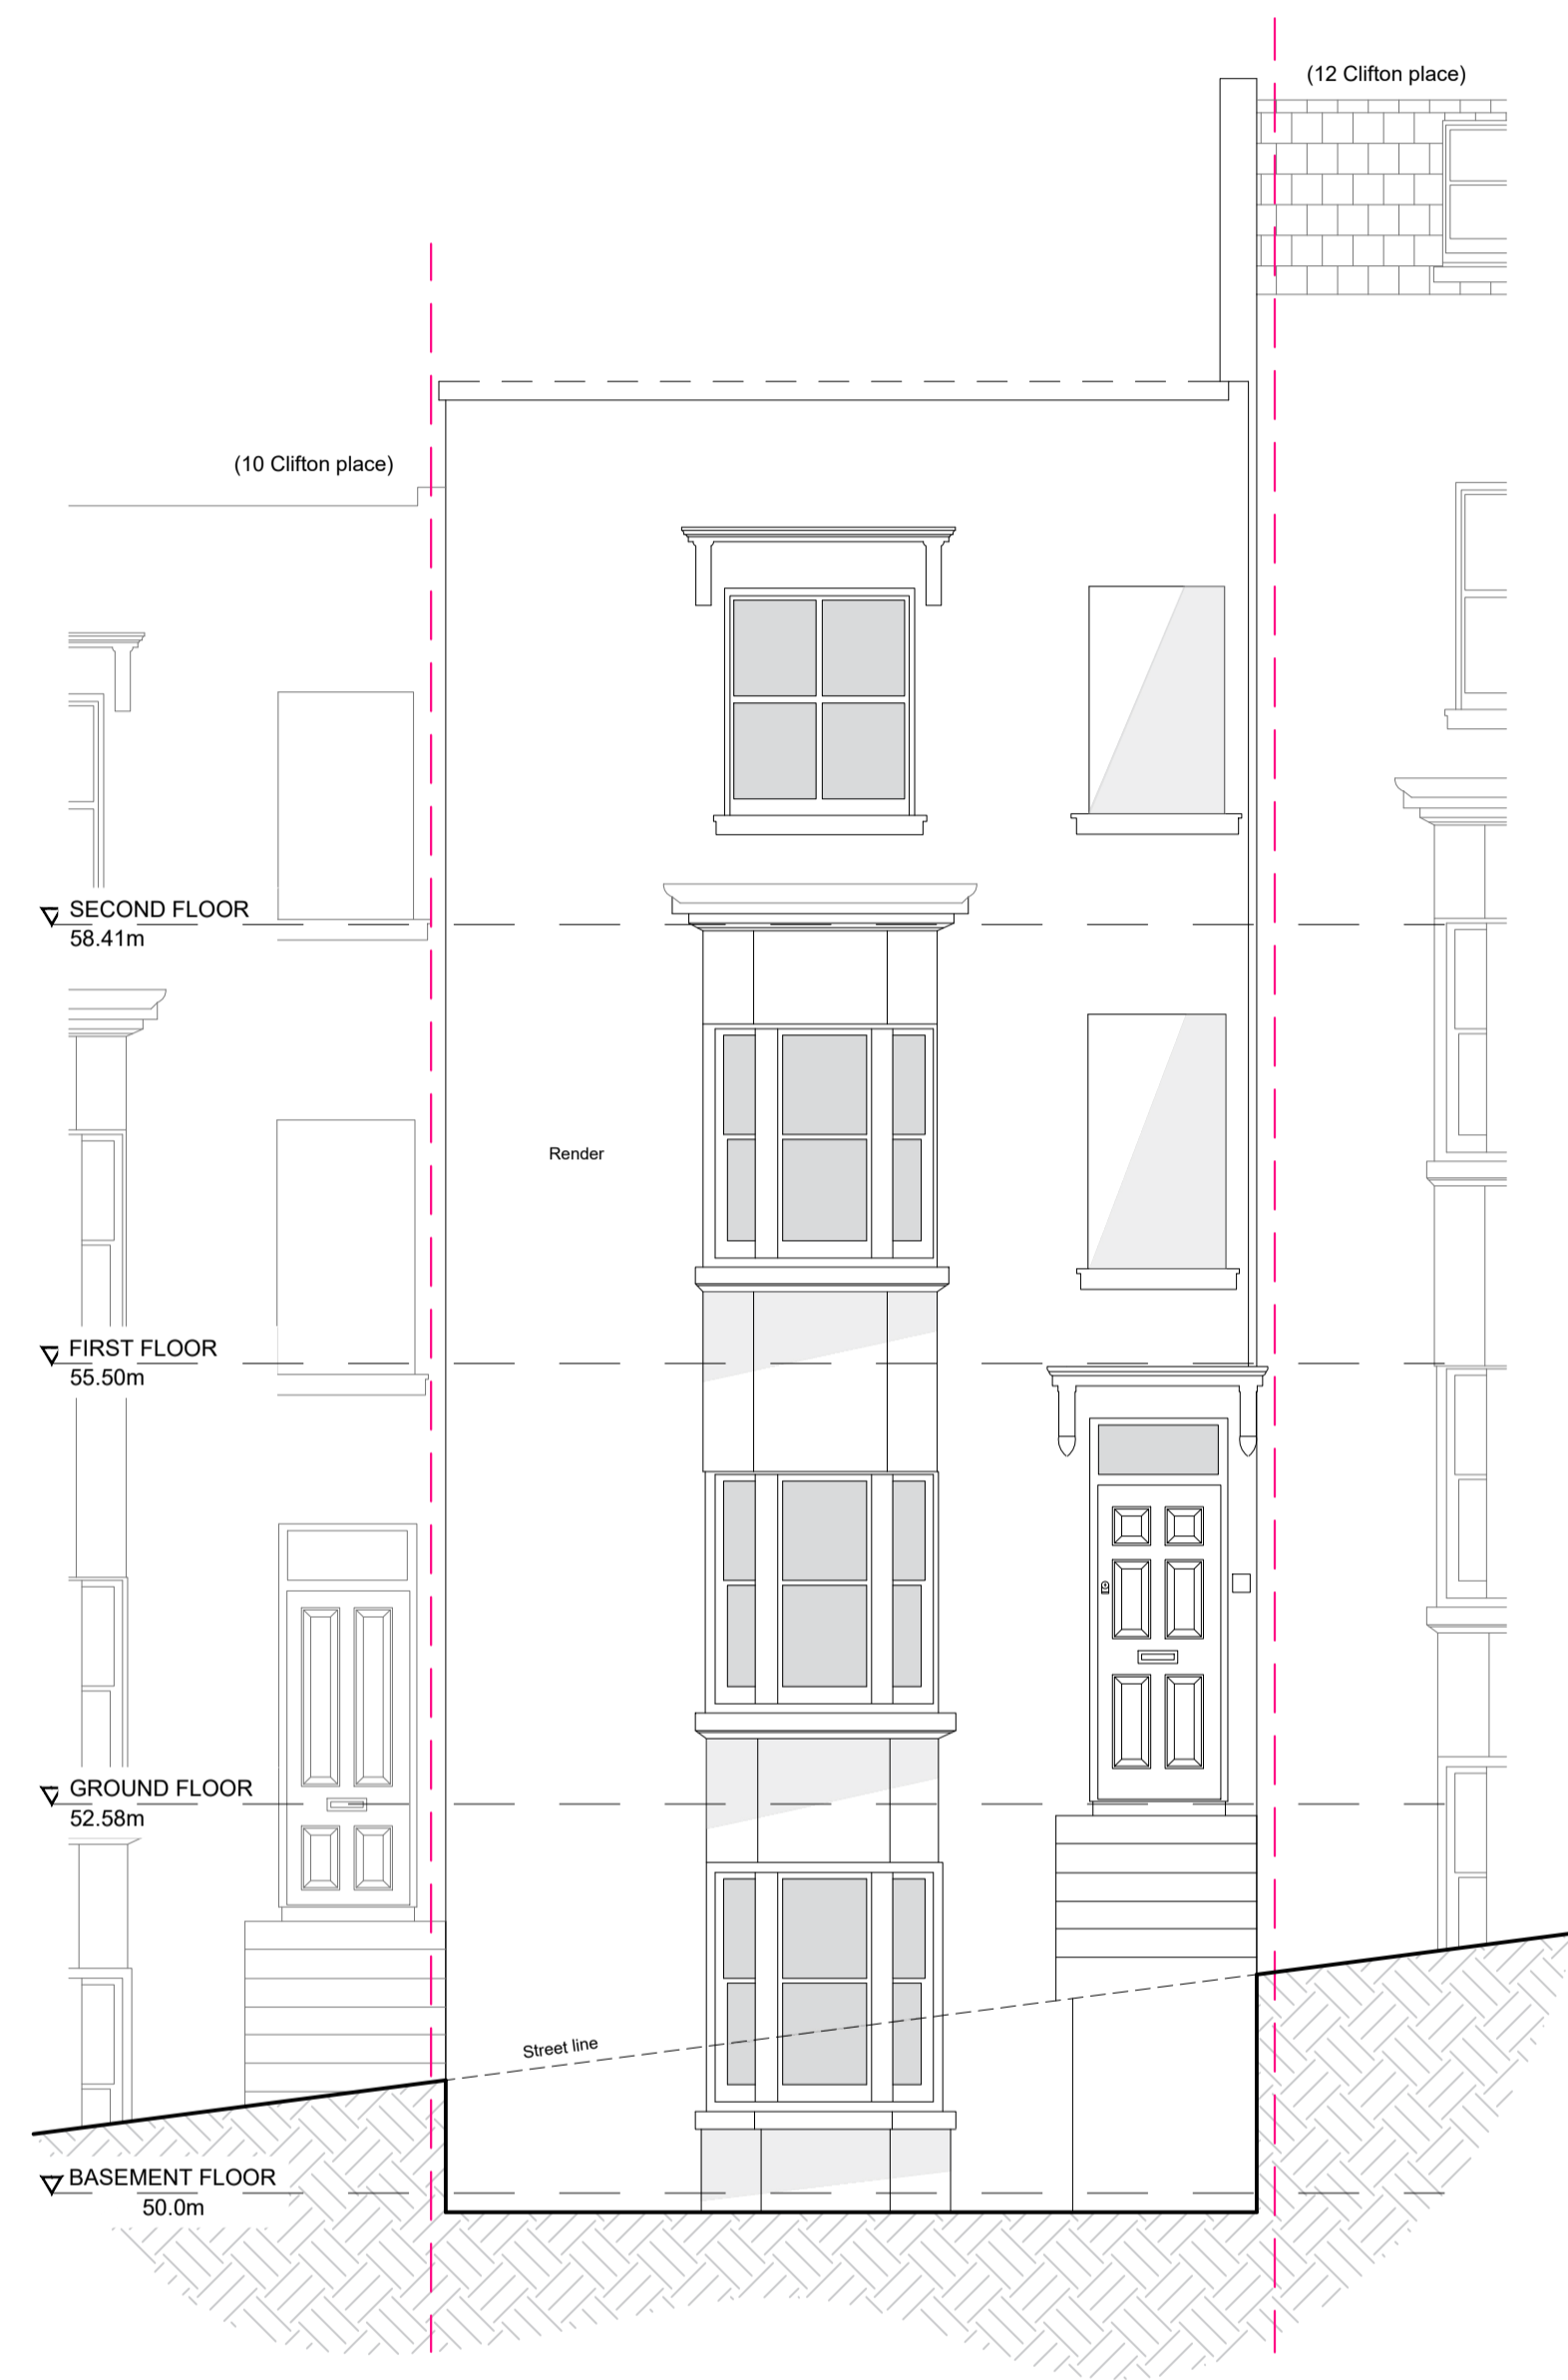 (12 Clifton place)
(10 Clifton place)
SECOND FLOOR
58.41m
Render
FIRST FLOOR
55.50m
GROUND FLOOR
52.58m
Street line
BASEMENT FLOOR
50.0m